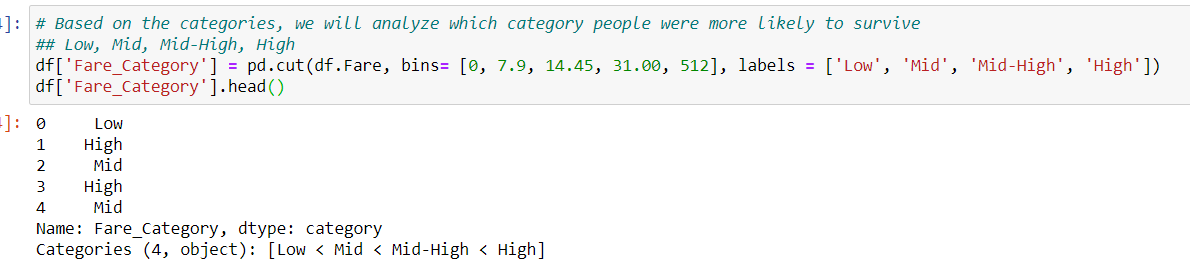 ]: # Based on the categories, we will analyze which category people were more likely to survive
## Low, Mid, Mid-High, High
df['Fare_Category'] = pd.cut(df.Fare, bins= [0, 7.9, 14.45, 31.00, 512], labels = ['Low', 'Mid', 'Mid-High', 'High'])
df['Fare_Category'].head()
]: 0 Low
1 High
2 Mid
3 High
4 Mid
Name: Fare_Category, dtype: category
Categories (4, object): [Low < Mid < Mid-High < High]